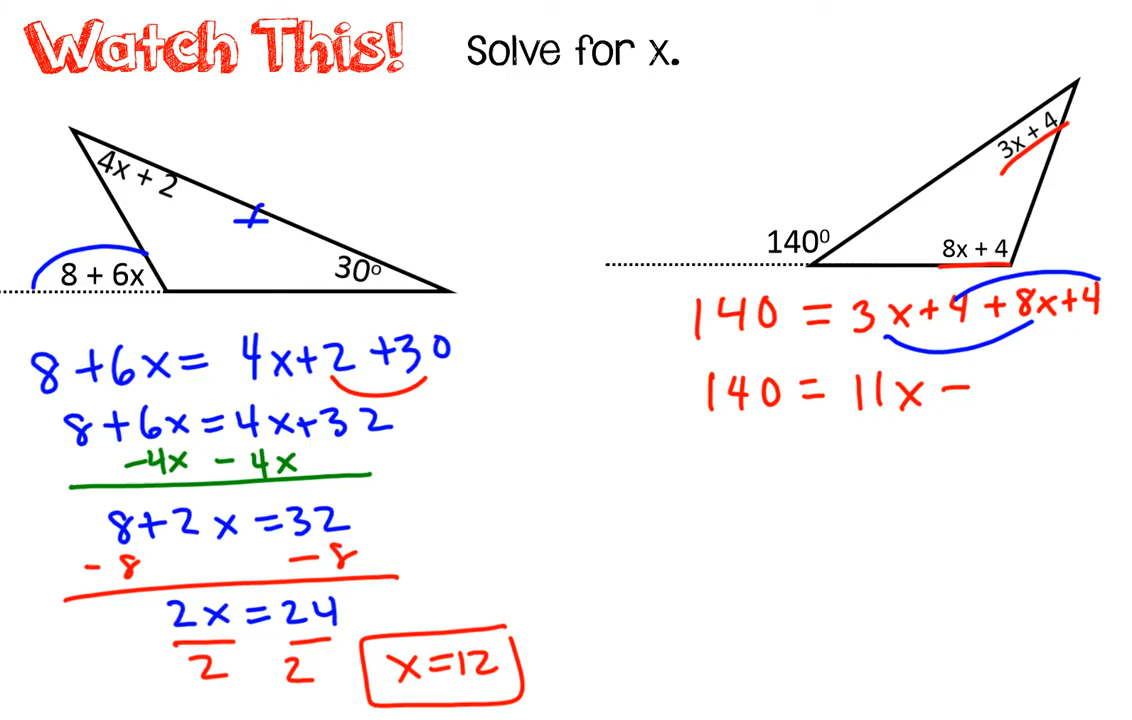 Watch This! Solve for x.
4x + 2
30⁰
8 + 6x
8 + 6x = 4x + 2 + 30
8 + 6x = 4x + 32
- 4x - 4x
8 + 2x = 32
- 8 - 8
2x = 24
2 2
x = 12
3x + 4
140⁰
8x + 4
140 = 3x + 4 + 8x + 4
140 = 11x -